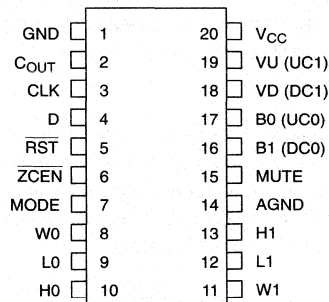 GND 1 20 VCC
COUT 2 19 VU (UC1)
CLK 3 18 VD (DC1)
D 4 17 B0 (UC0)
RST 5 16 B1 (DC0)
ZCEN 6 15 MUTE
MODE 7 14 AGND
W0 8 13 H1
L0 9 12 L1
H0 10 11 W1